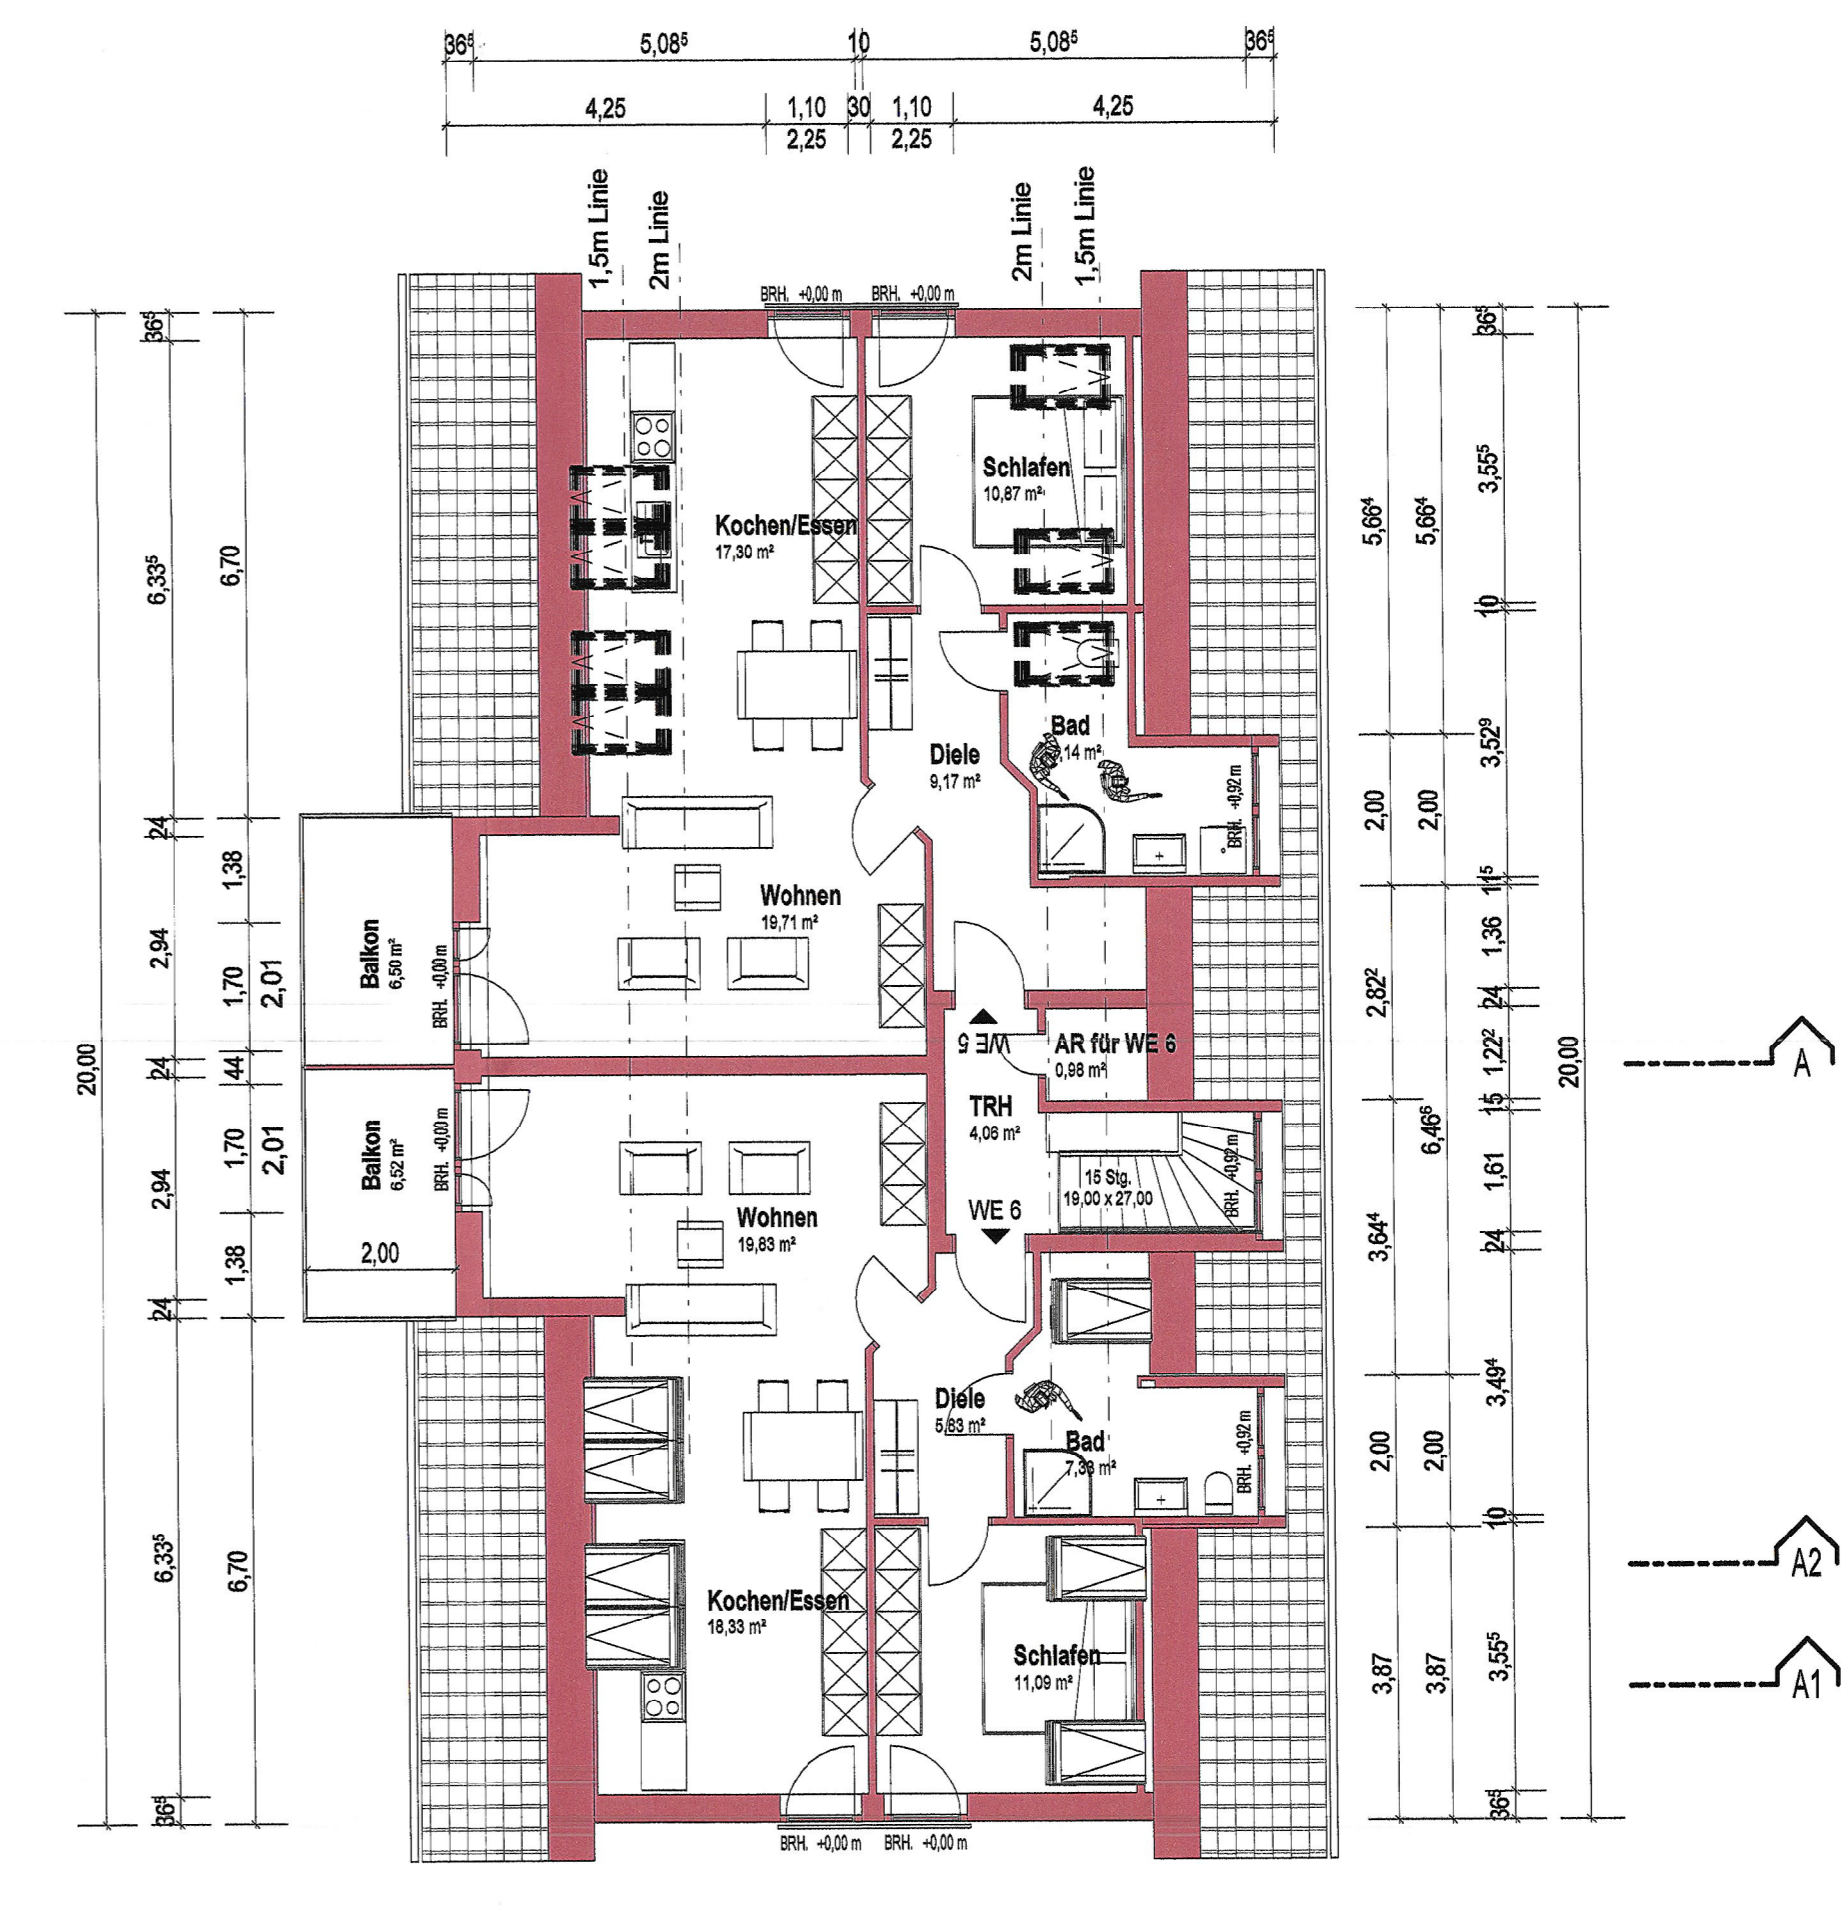 36⁵ 5,08⁵ 10 5,08⁵ 36⁵
4,25 1,10 30 1,10 4,25
2,25 2,25
1,5m Linie
2m Linie
2m Linie
1,5m Linie
BRH. +0,00 m BRH. +0,00 m
Schlafen
10,87 m²
Kochen/Essen
17,30 m²
Bad
,14 m²
Diele
9,17 m²
BRH. +0,92 m
Wohnen
19,71 m²
Balkon
6,50 m²
BRH. +0,00 m
WE 5
AR für WE 6
0,98 m²
TRH
4,06 m²
Balkon
6,52 m²
BRH. +0,00 m
2,00
15 Stg.
19,00 x 27,00
BRH. +0,92 m
WE 6
Wohnen
19,83 m²
Diele
5,83 m²
Bad
7,33 m²
BRH. +0,92 m
Kochen/Essen
18,33 m²
Schlafen
11,09 m²
BRH. +0,00 m BRH. +0,00 m
20,00
36⁵
6,33⁵
24
2,94
24
2,94
24
6,33⁵
36⁵
6,70
1,38
1,70
2,01
44
1,70
2,01
1,38
6,70
5,66⁴
2,00
2,82²
3,64⁴
2,00
3,87
5,66⁴
2,00
6,46⁶
2,00
3,87
36⁵
3,55⁵
10
3,52⁹
11⁵
1,36
24
1,22²
15
1,61
24
3,49⁴
10
3,55⁵
36⁵
20,00
A
A2
A1